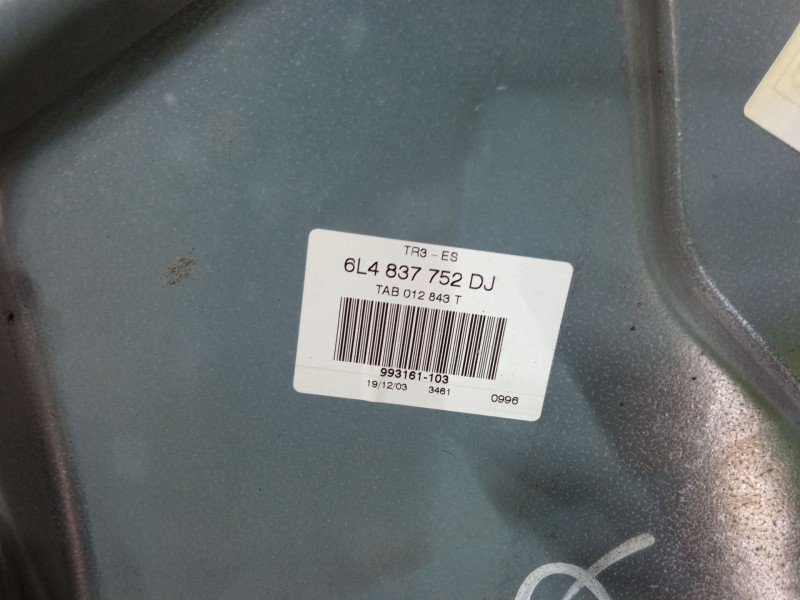 TR3 - ES
6L4 837 752 DJ
TAB 012 843 T
993161-103
19/12/03 3461 0996